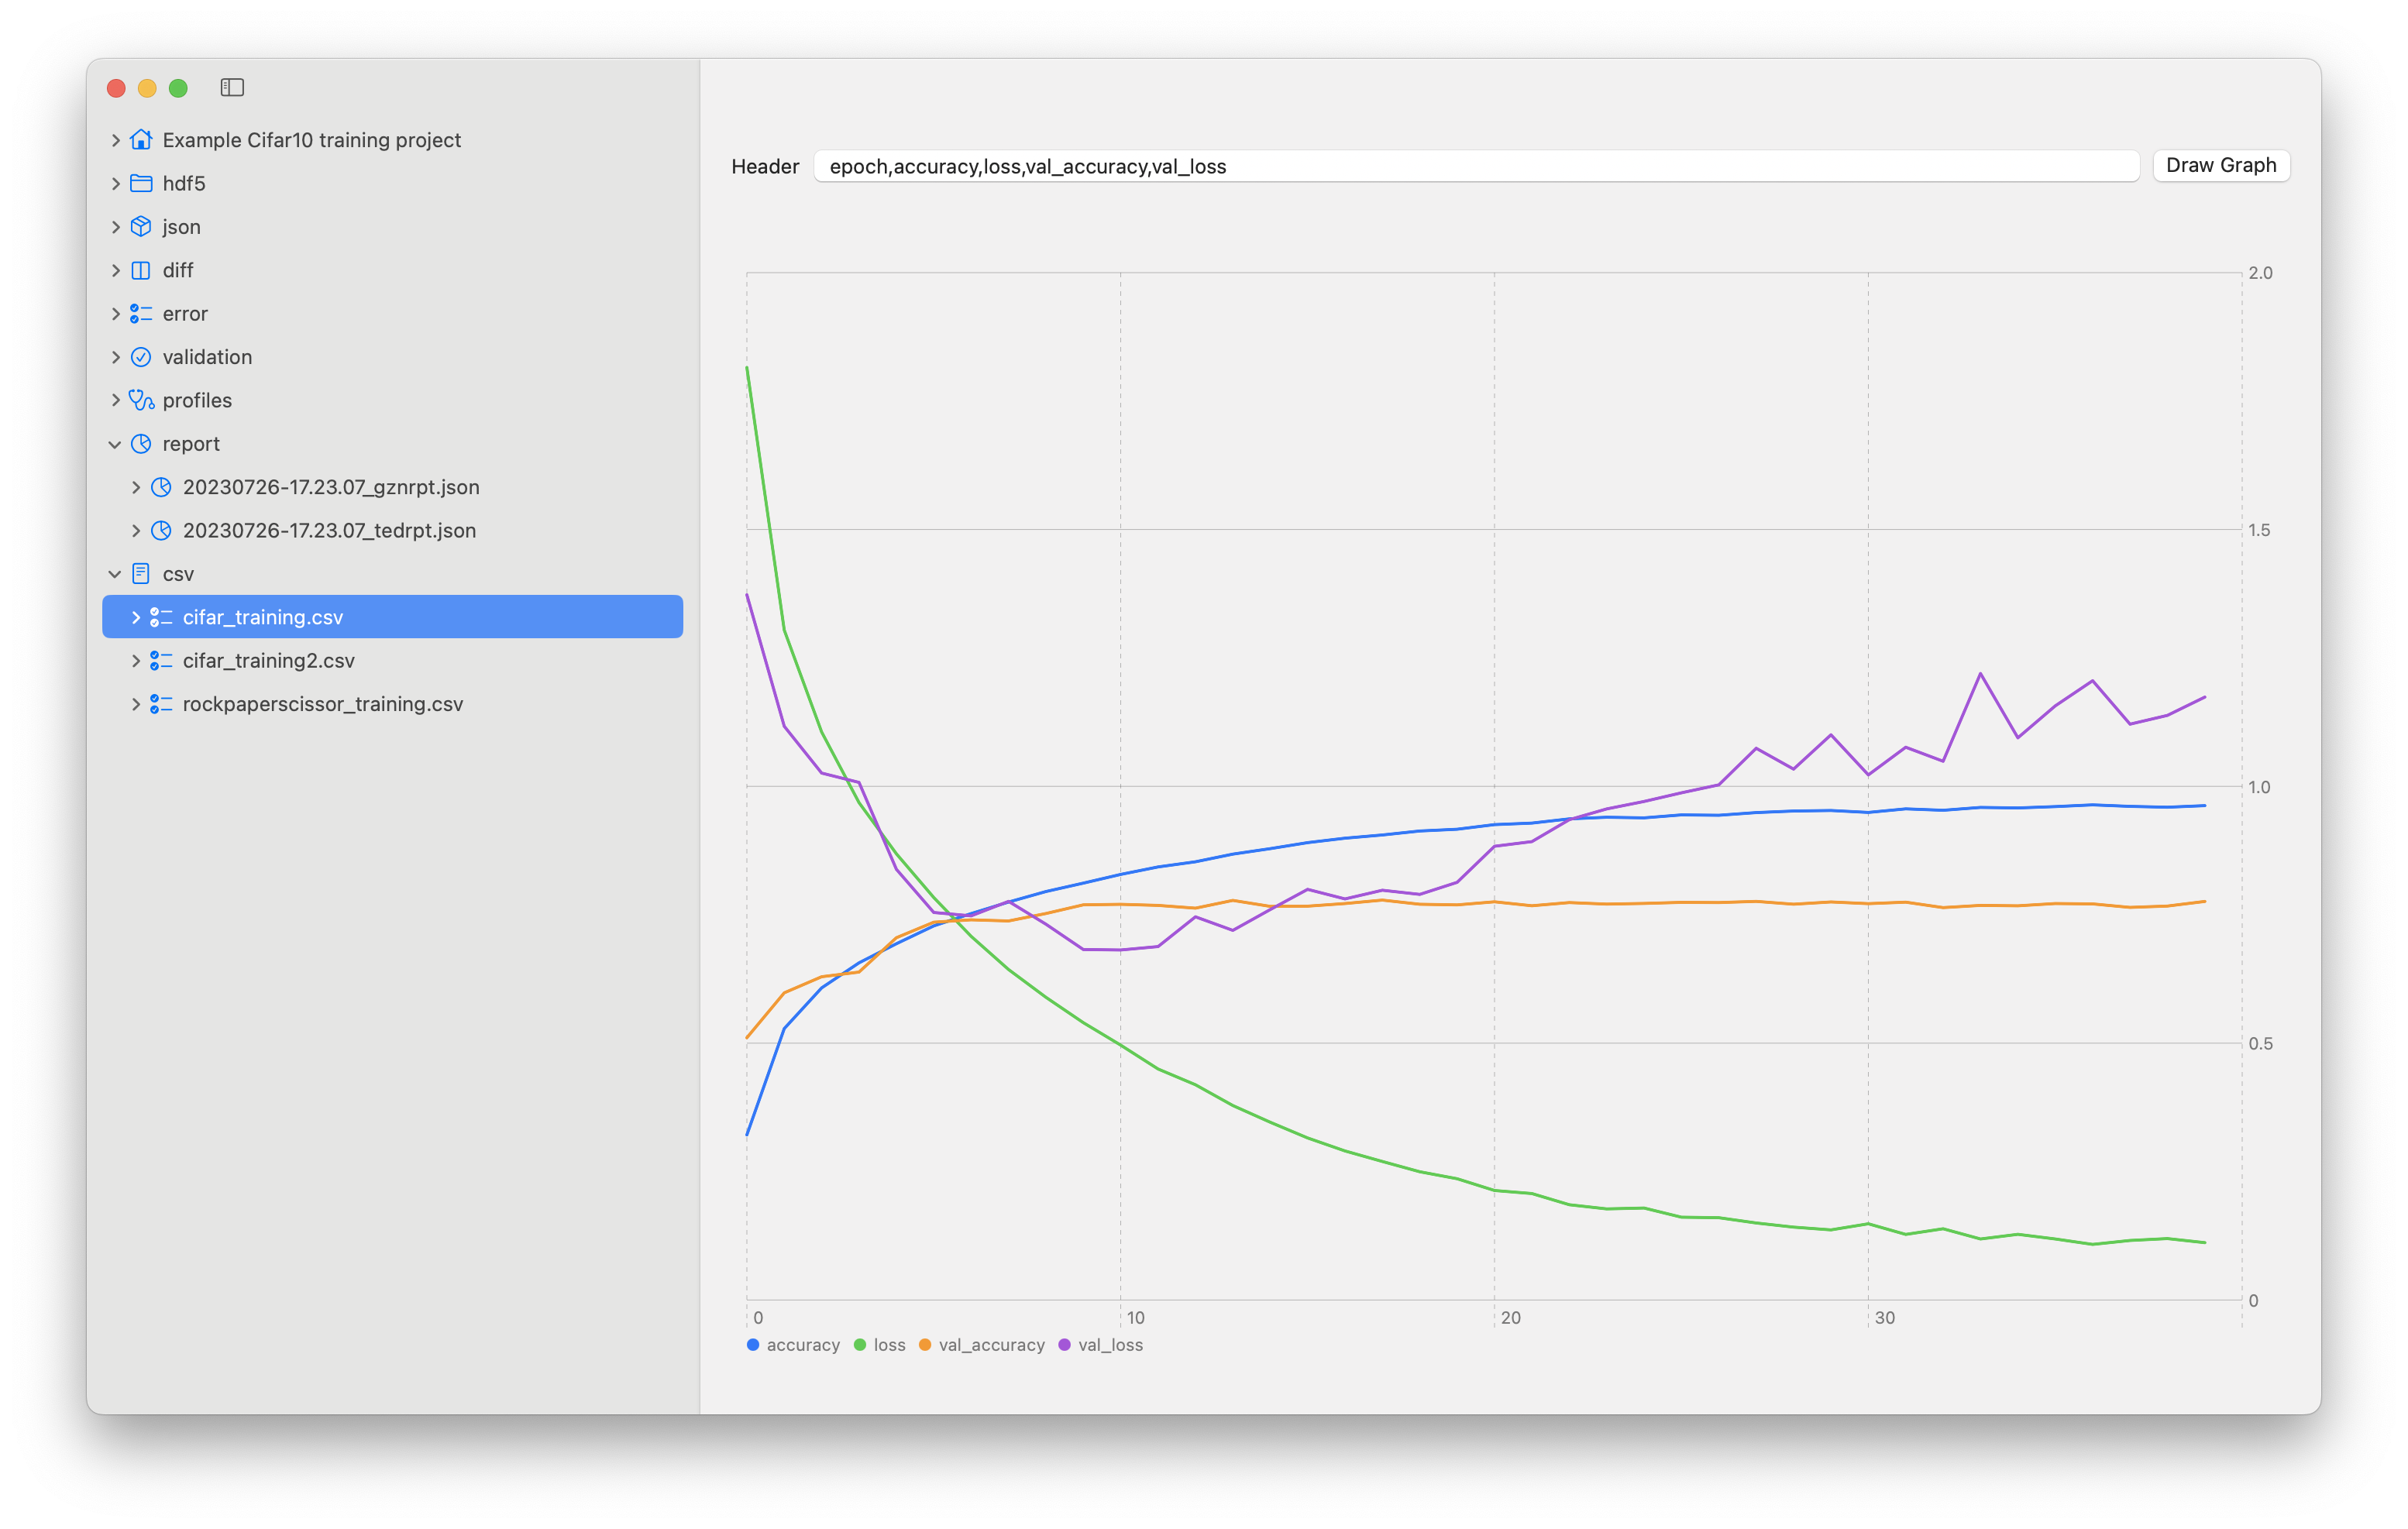 Example Cifar10 training project
hdf5
json
diff
error
validation
profiles
report
20230726-17.23.07_gznrpt.json
20230726-17.23.07_tedrpt.json
csv
cifar_training.csv
cifar_training2.csv
rockpaperscissor_training.csv
Header epoch,accuracy,loss,val_accuracy,val_loss Draw Graph
2.0
1.5
1.0
0.5
0
0 10 20 30
accuracy loss val_accuracy val_loss